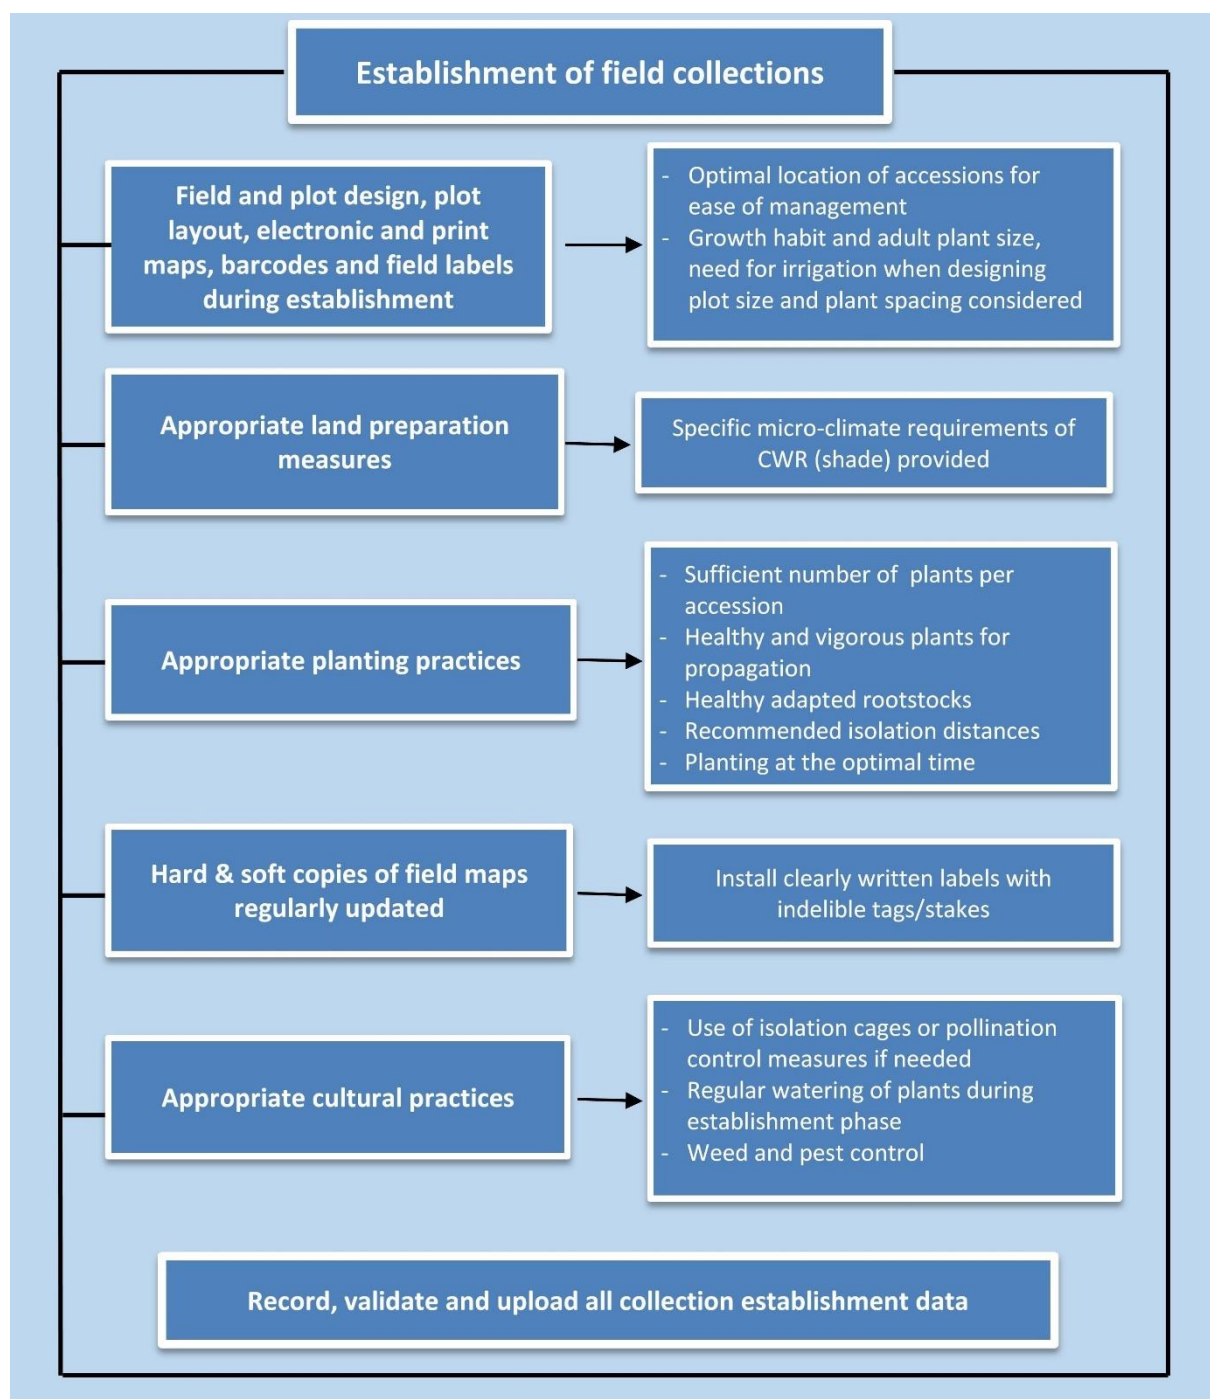 Establishment of field collections
Field and plot design, plot
layout, electronic and print
maps, barcodes and field labels
during establishment
- Optimal location of accessions for
ease of management
- Growth habit and adult plant size,
need for irrigation when designing
plot size and plant spacing considered
Appropriate land preparation
measures
Specific micro-climate requirements of
CWR (shade) provided
Appropriate planting practices
- Sufficient number of plants per
accession
- Healthy and vigorous plants for
propagation
- Healthy adapted rootstocks
- Recommended isolation distances
- Planting at the optimal time
Hard & soft copies of field maps
regularly updated
Install clearly written labels with
indelible tags/stakes
Appropriate cultural practices
- Use of isolation cages or pollination
control measures if needed
- Regular watering of plants during
establishment phase
- Weed and pest control
Record, validate and upload all collection establishment data